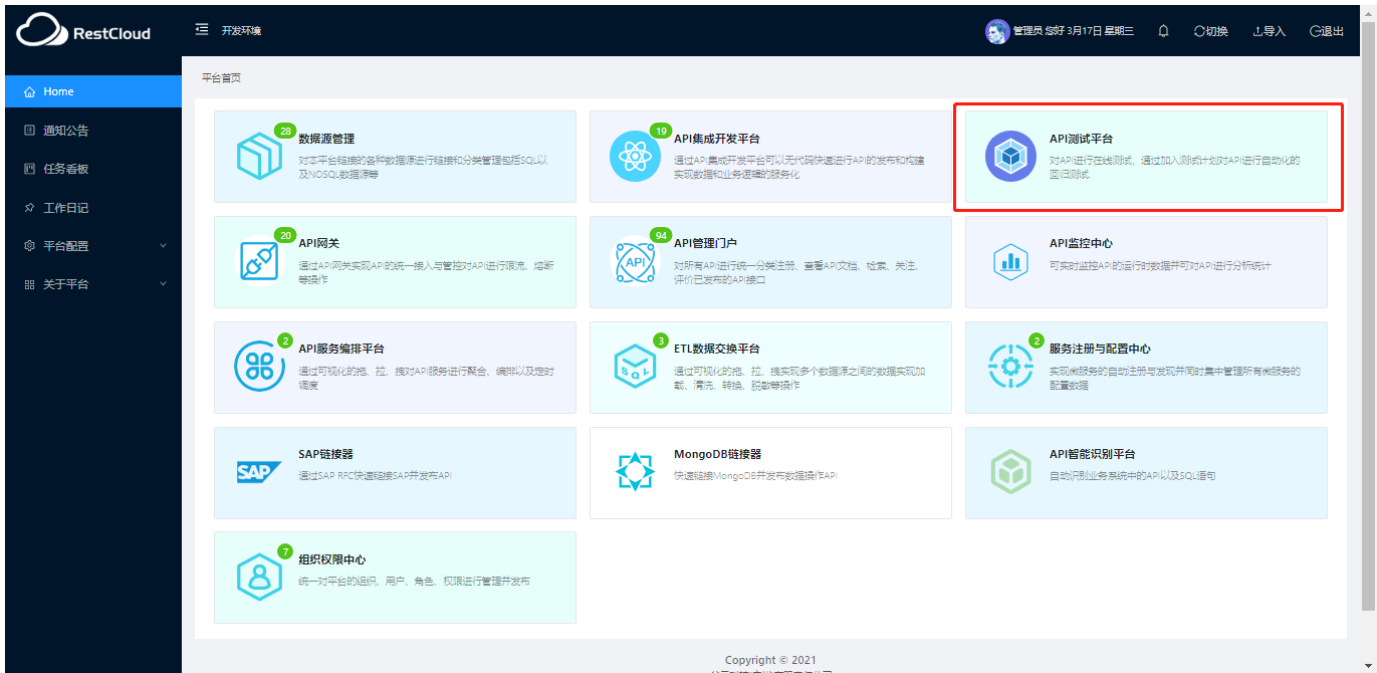 RestCloud
开发环境
管理员 您好 3月17日 星期三
切换
导入
退出
Home
通知公告
任务看板
工作日记
平台配置
关于平台
平台首页
28
数据源管理
对本平台链接的各种数据源进行链接和分类管理包括SQL以
及NOSQL数据源等
19
API集成开发平台
通过API集成开发平台可以无代码快速进行API的发布和构建
实现数据和业务逻辑的服务化
API测试平台
对API进行在线测试，通过加入测试计划对API进行自动化的
回归测试
20
API网关
通过API网关实现API的统一接入与管控对API进行限流、熔断
等操作
94
API
API管理门户
对所有API进行统一分类注册、查看API文档、检索、关注、
评价已发布的API接口
API监控中心
可实时监控API的运行时数据并可对API进行分析统计
2
API服务编排平台
通过可视化的拖、拉、拽对API服务进行聚合、编排以及定时
调度
3
SQL
ETL数据交换平台
通过可视化的拖、拉、拽实现多个数据源之间的数据实现加
载、清洗、转换、脱敏等操作
2
服务注册与配置中心
实现微服务的自动注册与发现并同时集中管理所有微服务的
配置数据
SAP
SAP链接器
通过SAP RFC快速链接SAP并发布API
MongoDB链接器
快速链接MongoDB并发布数据操作API
API智能识别平台
自动识别业务系统中的API以及SQL语句
7
组织权限中心
统一对平台的组织、用户、角色、权限进行管理并发布
Copyright © 2021